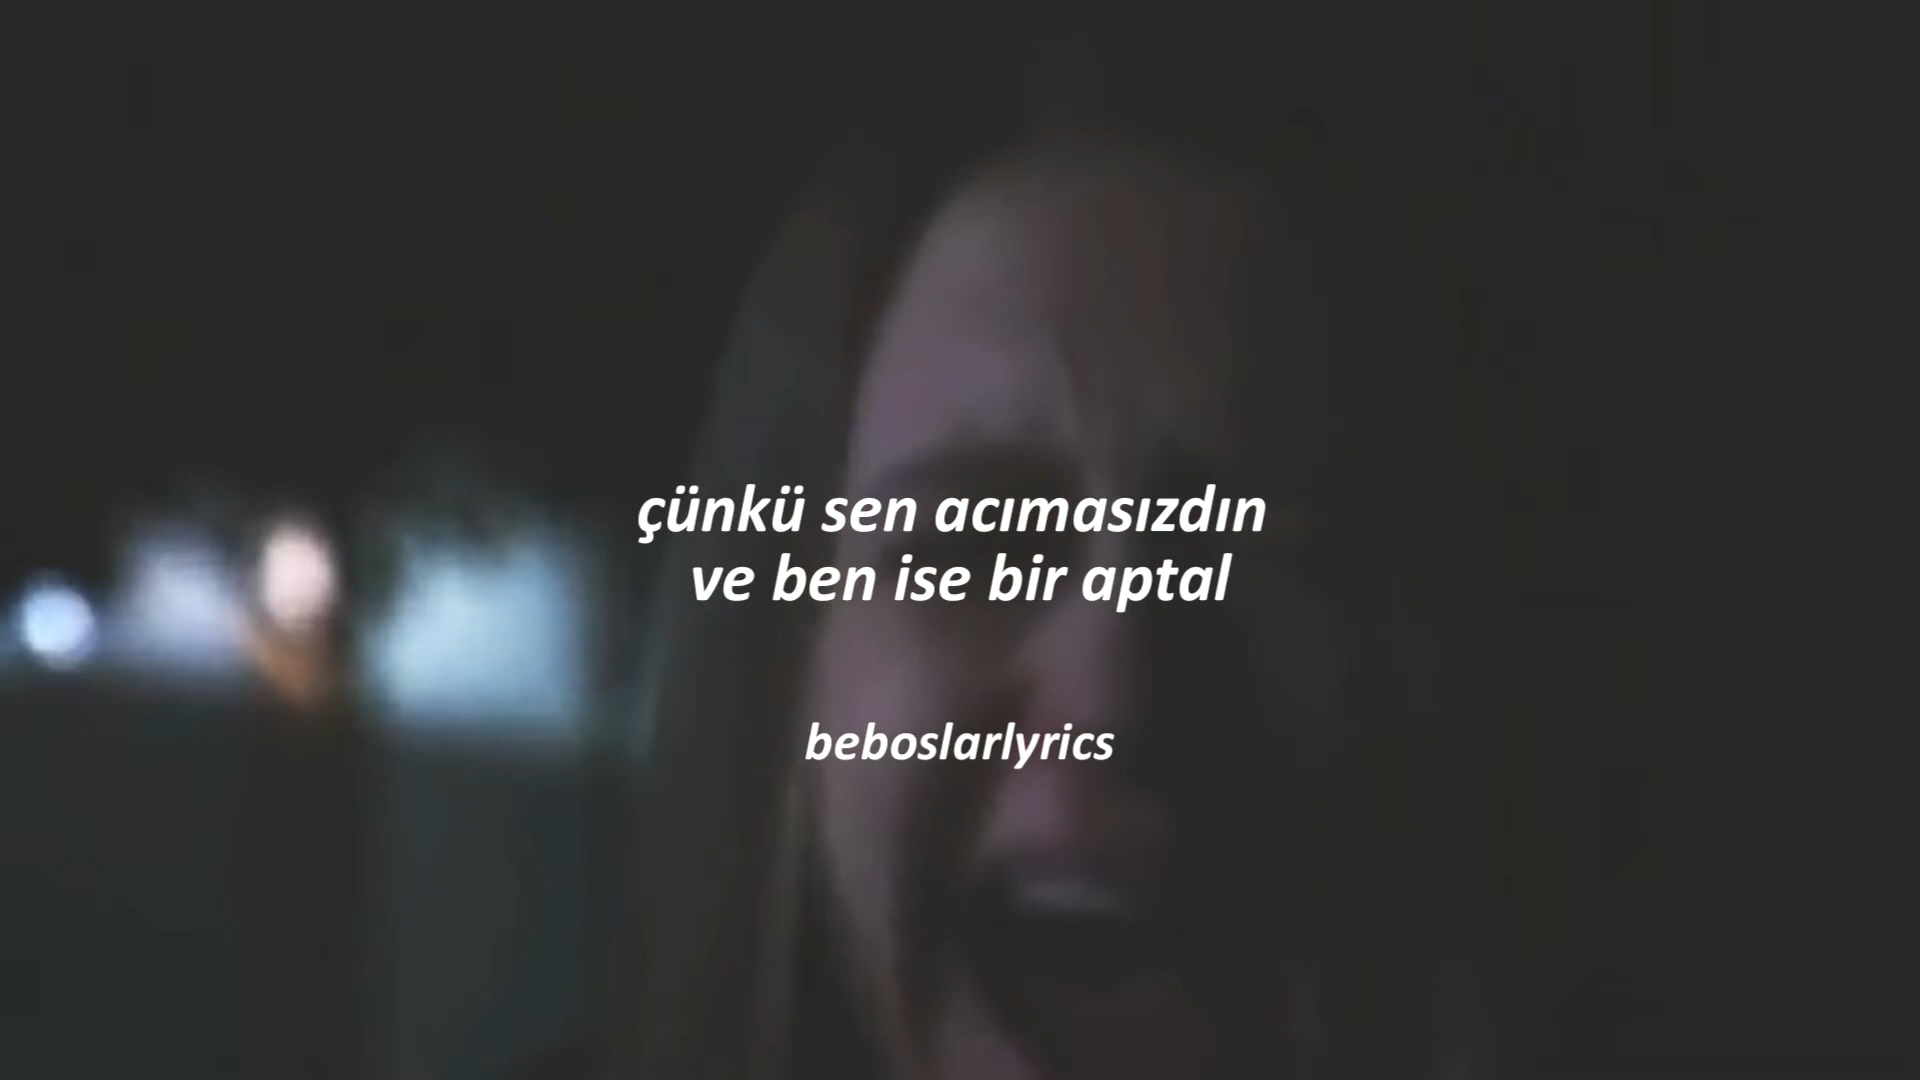 çünkü sen acımasızdın
ve ben ise bir aptal
beboslarlyrics